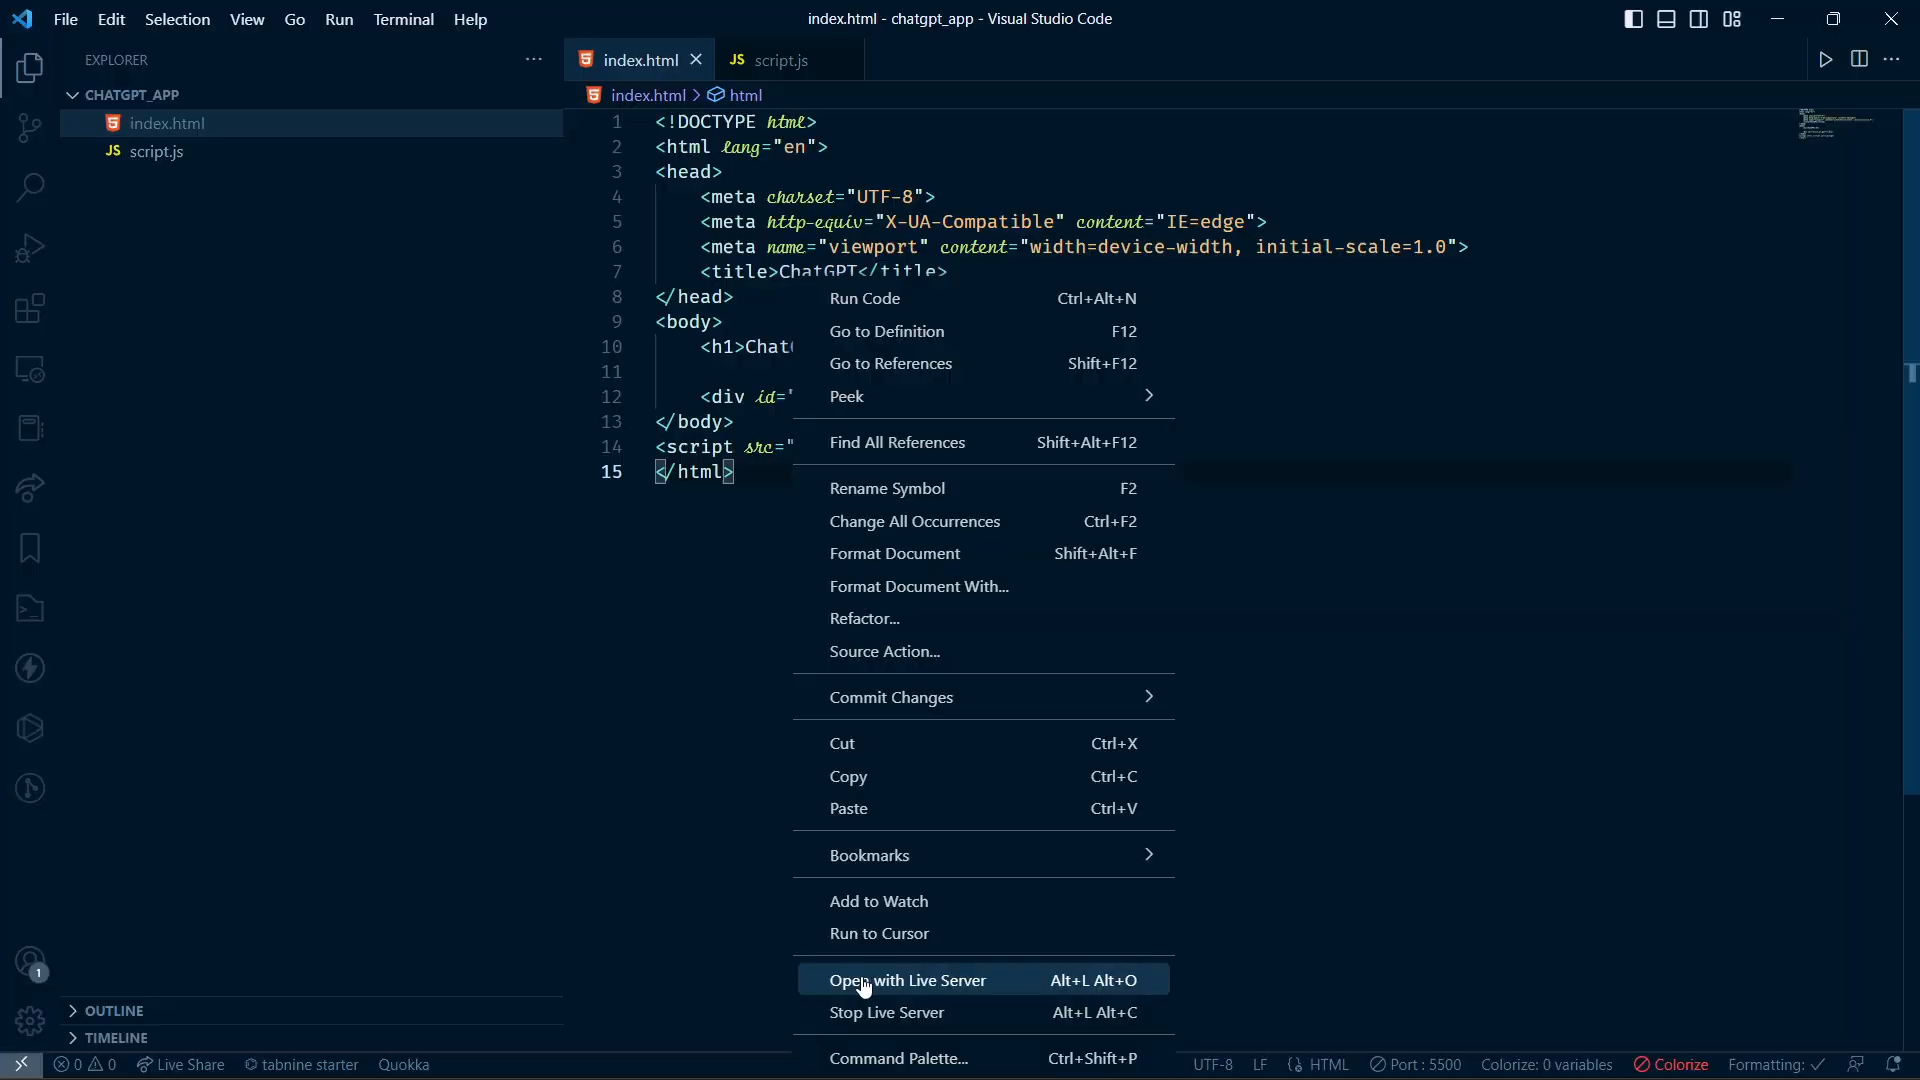 File Edit Selection View Go Run Terminal Help
index.html - chatgpt_app - Visual Studio Code
EXPLORER
CHATGPT_APP
index.html
JS script.js
OUTLINE
TIMELINE
index.html
JS script.js
index.html > html
1 <!DOCTYPE html>
2 <html lang="en">
3 <head>
4 <meta charset="UTF-8">
5 <meta http-equiv="X-UA-Compatible" content="IE=edge">
6 <meta name="viewport" content="width=device-width, initial-scale=1.0">
7 <title>ChatGPT</title>
8 </head>
9 <body>
10 <h1>Chat
11
12 <div id="
13 </body>
14 <script src="
15 </html>
Run Code Ctrl+Alt+N
Go to Definition F12
Go to References Shift+F12
Peek
Find All References Shift+Alt+F12
Rename Symbol F2
Change All Occurrences Ctrl+F2
Format Document Shift+Alt+F
Format Document With...
Refactor...
Source Action...
Commit Changes
Cut Ctrl+X
Copy Ctrl+C
Paste Ctrl+V
Bookmarks
Add to Watch
Run to Cursor
Open with Live Server Alt+L Alt+O
Stop Live Server Alt+L Alt+C
Command Palette... Ctrl+Shift+P
1
0 0 Live Share tabnine starter Quokka
UTF-8 LF {} HTML Port : 5500 Colorize: 0 variables Colorize Formatting: ✓